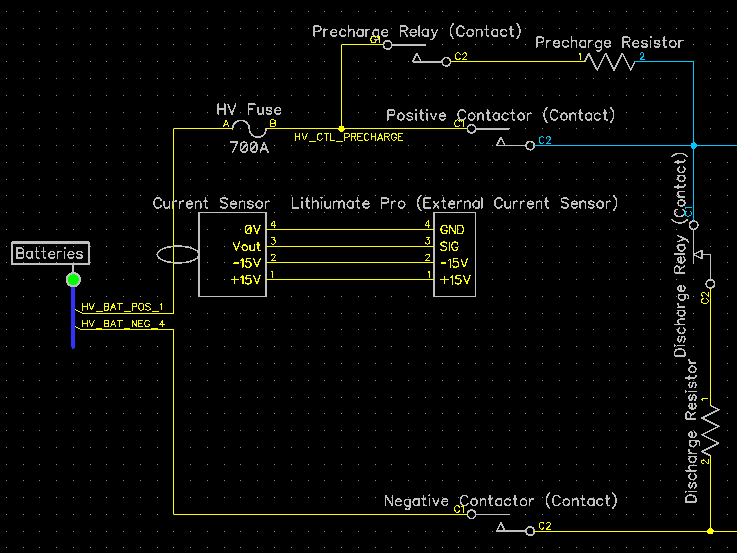 Precharge Relay (Contact)
C1
C2
Precharge Resistor
1
2
HV Fuse
A
B
700A
HV_CTL_PRECHARGE
Positive Contactor (Contact)
C1
C2
Current Sensor
Lithiumate Pro (External Current Sensor)
0V 4
4 GND
Vout 3
3 SIG
-15V 2
2 -15V
+15V 1
1 +15V
Batteries
HV_BAT_POS_1
HV_BAT_NEG_4
Discharge Relay (Contact)
C1
C2
Discharge Resistor
1
2
Negative Contactor (Contact)
C1
C2